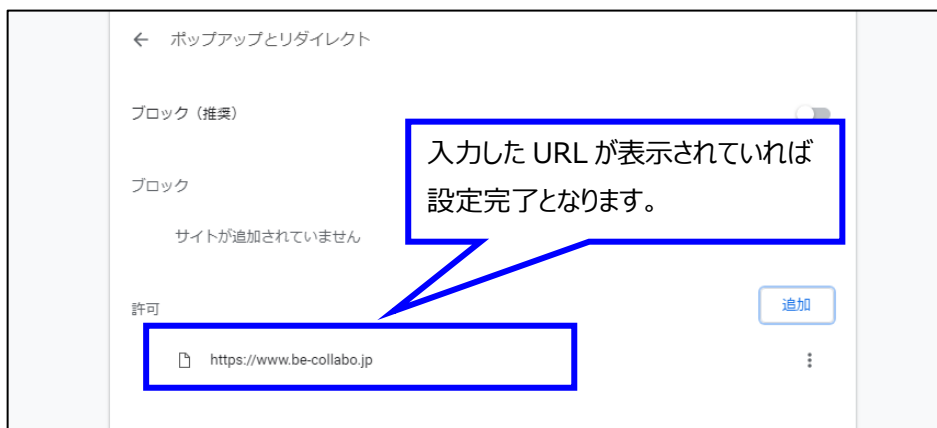 ポップアップとリダイレクト
ブロック（推奨）
入力した URL が表示されていれば
設定完了となります。
ブロック
サイトが追加されていません
許可
追加
https://www.be-collabo.jp